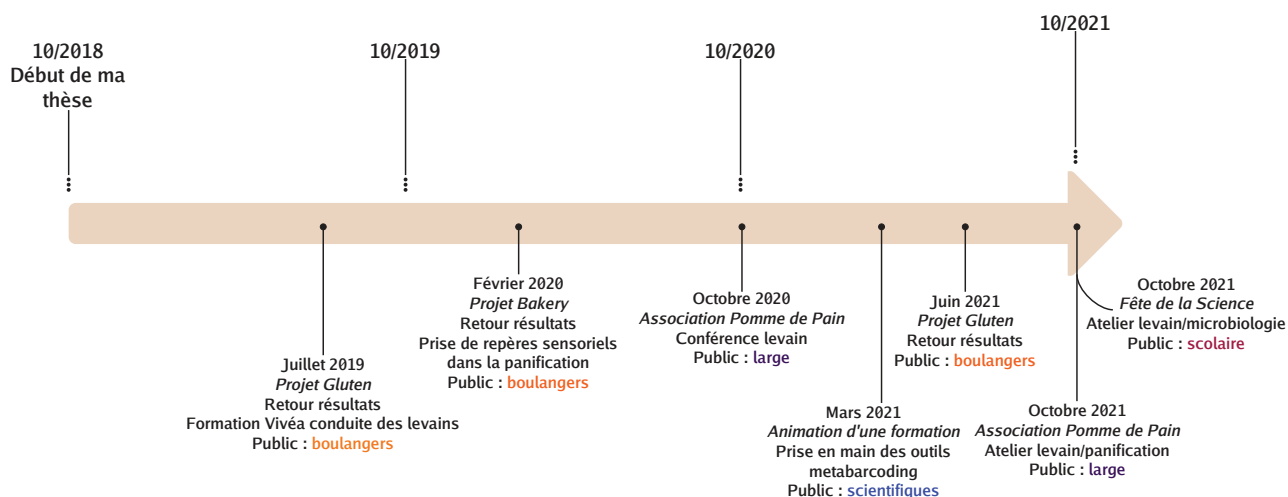 10/2018
Début de ma
thèse
10/2019
10/2020
10/2021
Juillet 2019
Projet Gluten
Retour résultats
Formation Vivéa conduite des levains
Public : boulangers
Février 2020
Projet Bakery
Retour résultats
Prise de repères sensoriels
dans la panification
Public : boulangers
Octobre 2020
Association Pomme de Pain
Conférence levain
Public : large
Mars 2021
Animation d'une formation
Prise en main des outils
metabarcoding
Public : scientifiques
Juin 2021
Projet Gluten
Retour résultats
Public : boulangers
Octobre 2021
Association Pomme de Pain
Atelier levain/panification
Public : large
Octobre 2021
Fête de la Science
Atelier levain/microbiologie
Public : scolaire